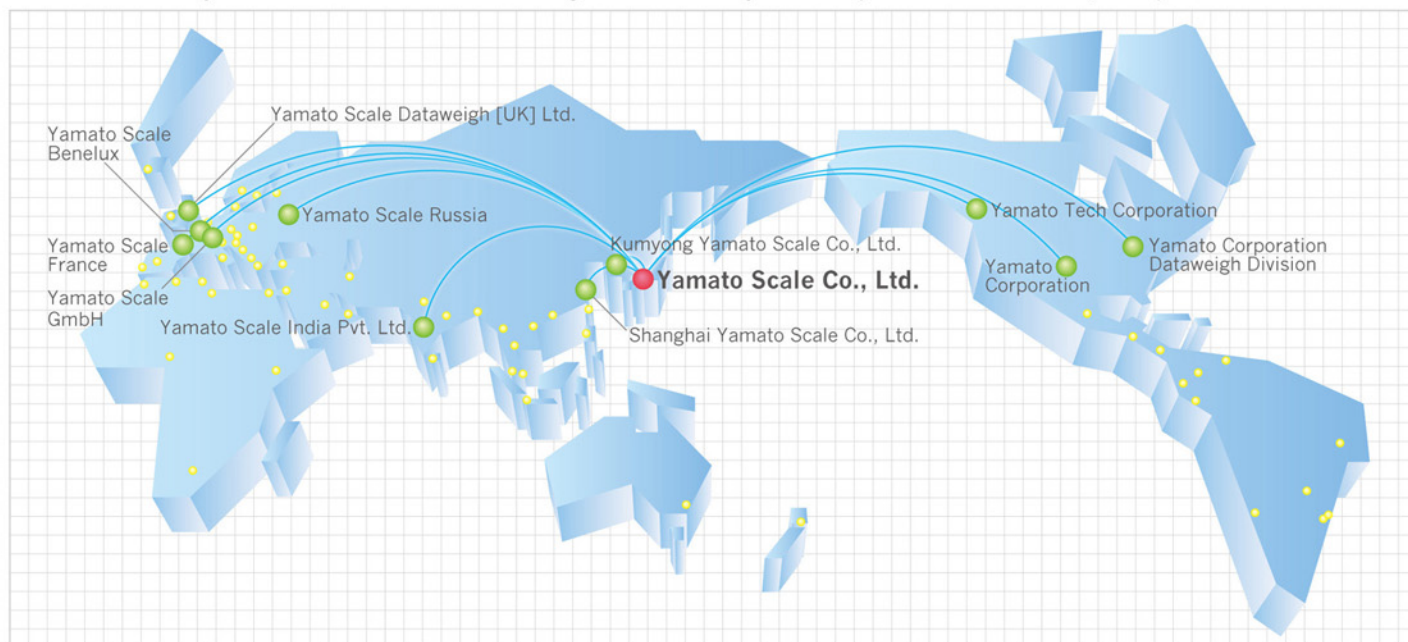 Yamato Scale Dataweigh [UK] Ltd.
Yamato Scale
Benelux
Yamato Scale Russia
Yamato Scale
France
Yamato Scale
GmbH
Yamato Scale India Pvt. Ltd.
Kumyong Yamato Scale Co., Ltd.
Yamato Scale Co., Ltd.
Shanghai Yamato Scale Co., Ltd.
Yamato Tech Corporation
Yamato Corporation
Dataweigh Division
Yamato
Corporation